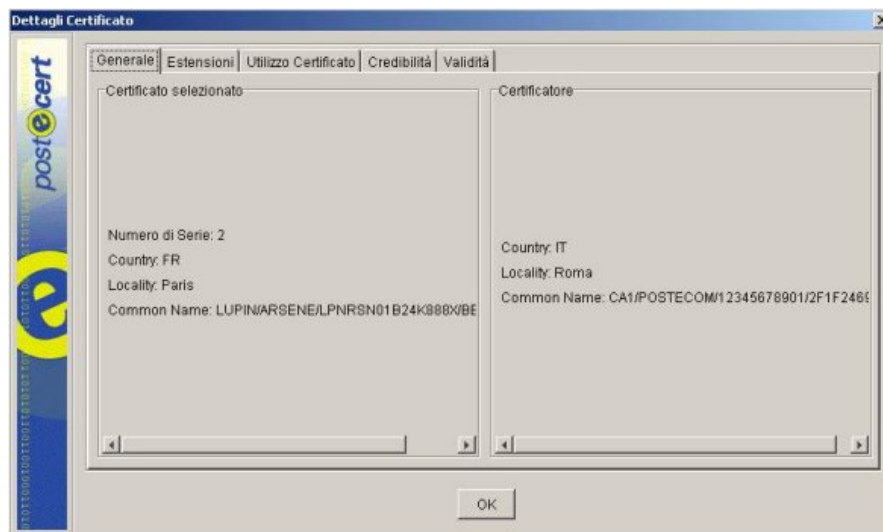 Dettagli Certificato
postecert
Generale
Estensioni
Utilizzo Certificato
Credibilità
Validità
Certificato selezionato
Numero di Serie: 2
Country: FR
Locality: Paris
Common Name: LUPIN/ARSENE/LPNRSN01B24K888X/BE
Certificatore
Country: IT
Locality: Roma
Common Name: CA1/POSTECOM/12345678901/2F1F2469
OK